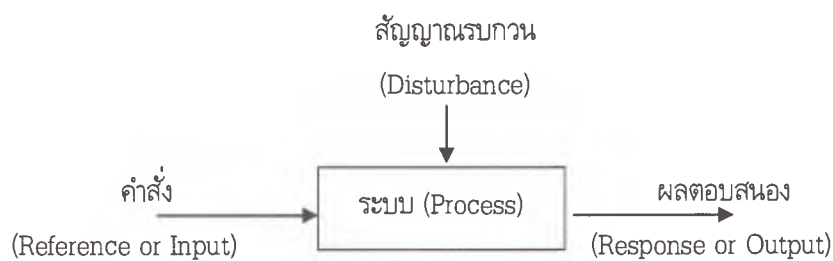 สัญญาณรบกวน
(Disturbance)
คำสั่ง
ระบบ (Process)
ผลตอบสนอง
(Reference or Input)
(Response or Output)